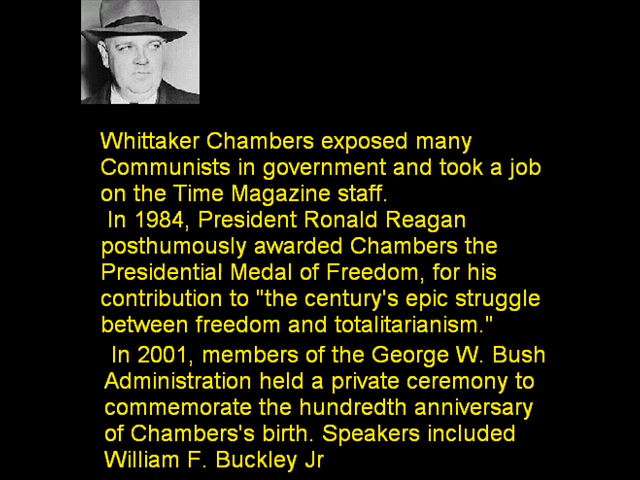 Whittaker Chambers exposed many
Communists in government and took a job
on the Time Magazine staff.
In 1984, President Ronald Reagan
posthumously awarded Chambers the
Presidential Medal of Freedom, for his
contribution to "the century's epic struggle
between freedom and totalitarianism."
In 2001, members of the George W. Bush
Administration held a private ceremony to
commemorate the hundredth anniversary
of Chambers's birth. Speakers included
William F. Buckley Jr